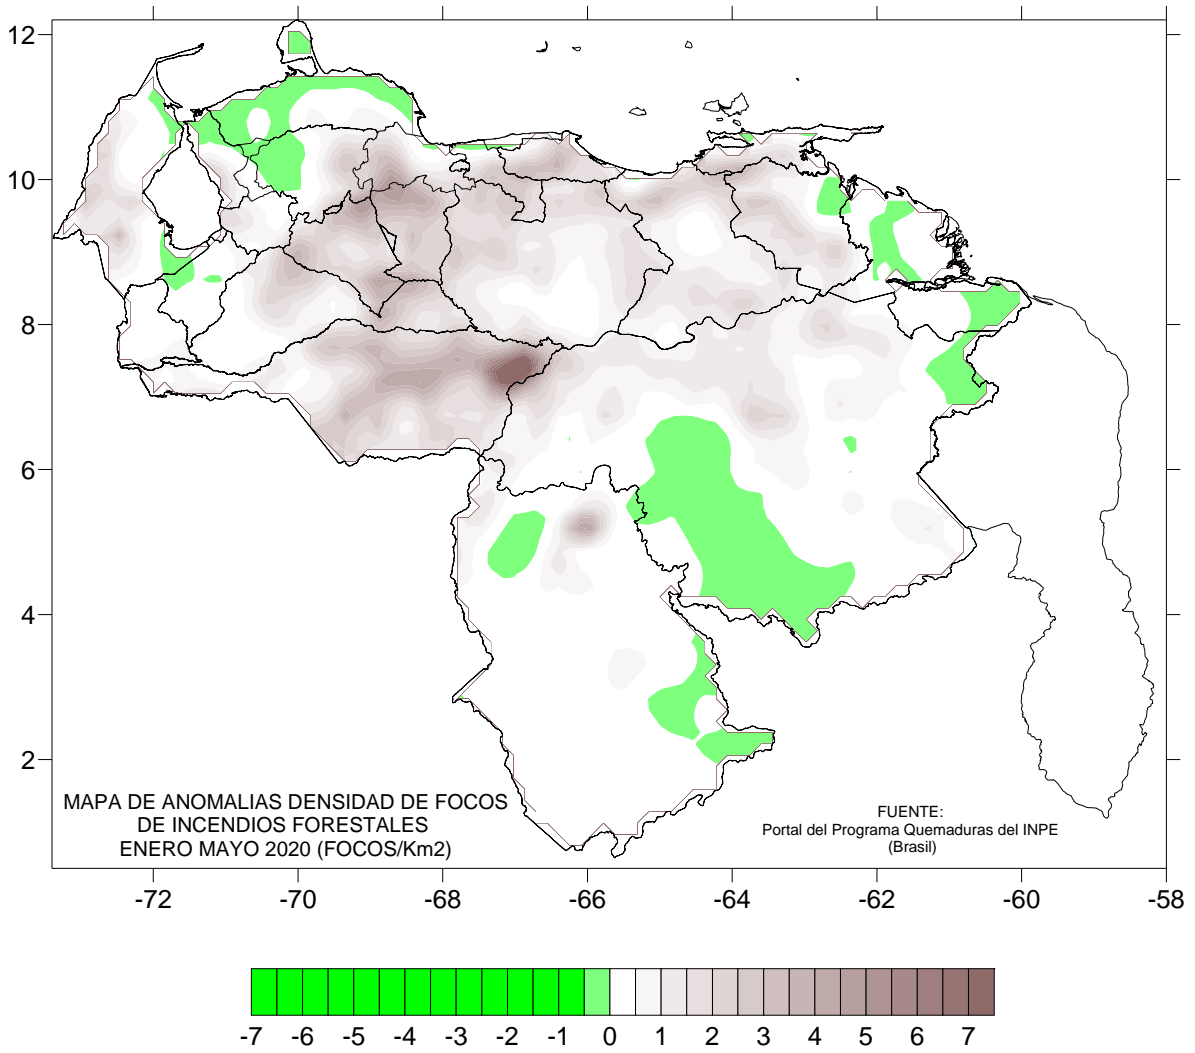 12
10
8
6
4
2
MAPA DE ANOMALIAS DENSIDAD DE FOCOS
DE INCENDIOS FORESTALES
ENERO MAYO 2020 (FOCOS/Km2)
FUENTE:
Portal del Programa Quemaduras del INPE
(Brasil)
-72 -70 -68 -66 -64 -62 -60 -58
-7 -6 -5 -4 -3 -2 -1 0 1 2 3 4 5 6 7